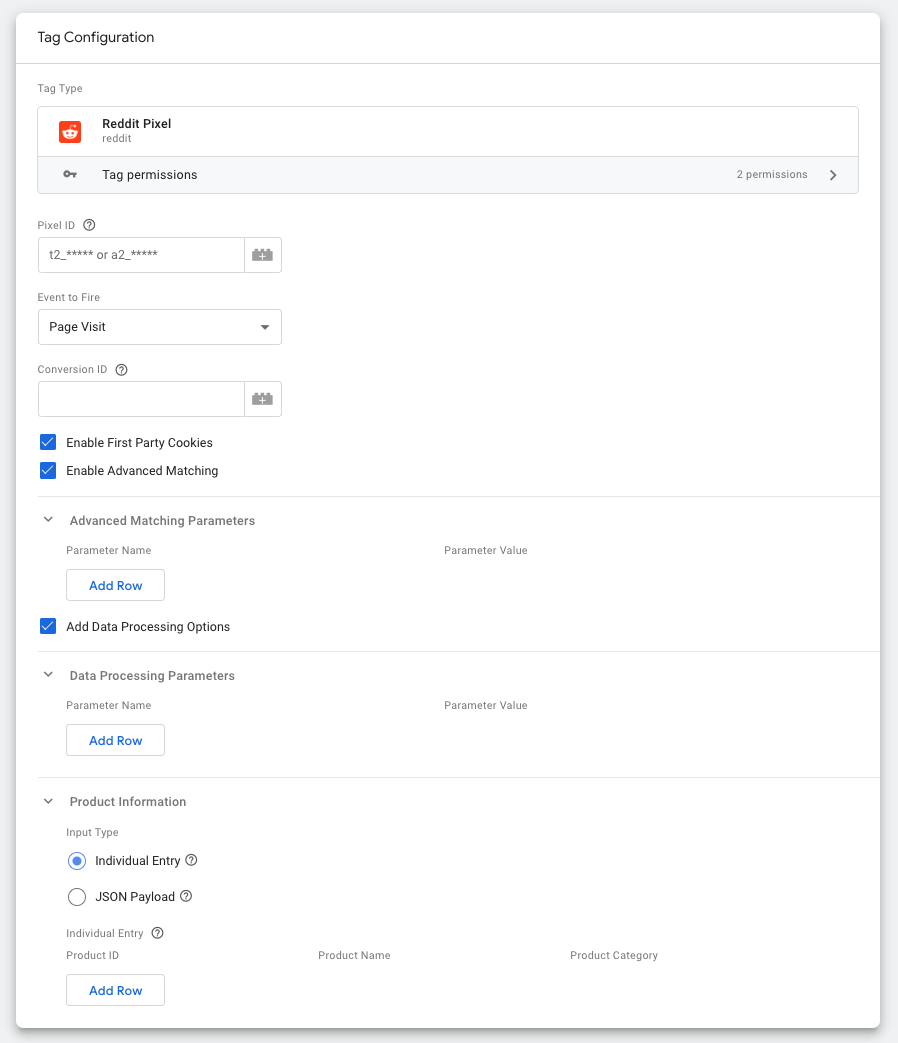 Tag Configuration
Tag Type
Reddit Pixel
reddit
Tag permissions 2 permissions
Pixel ID
t2_***** or a2_*****
Event to Fire
Page Visit
Conversion ID
Enable First Party Cookies
Enable Advanced Matching
Advanced Matching Parameters
Parameter Name Parameter Value
Add Row
Add Data Processing Options
Data Processing Parameters
Parameter Name Parameter Value
Add Row
Product Information
Input Type
Individual Entry
JSON Payload
Individual Entry
Product ID Product Name Product Category
Add Row